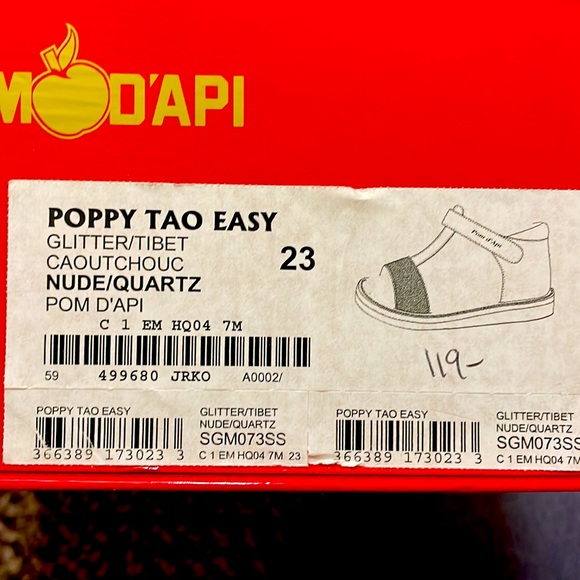 M D'API
POPPY TAO EASY
GLITTER/TIBET
CAOUTCHOUC
NUDE/QUARTZ
POM D'API
23
C 1 EM HQ04 7M
59 499680 JRKO A0002/
Pom d'Api
119-
POPPY TAO EASY
GLITTER/TIBET
NUDE/QUARTZ
SGM073SS
366389 173023 3
C 1 EM HQ04 7M 23
POPPY TAO EASY
GLITTER/TIBET
NUDE/QUARTZ
SGM073SS
366389 173023 3
C 1 EM HQ04 7M